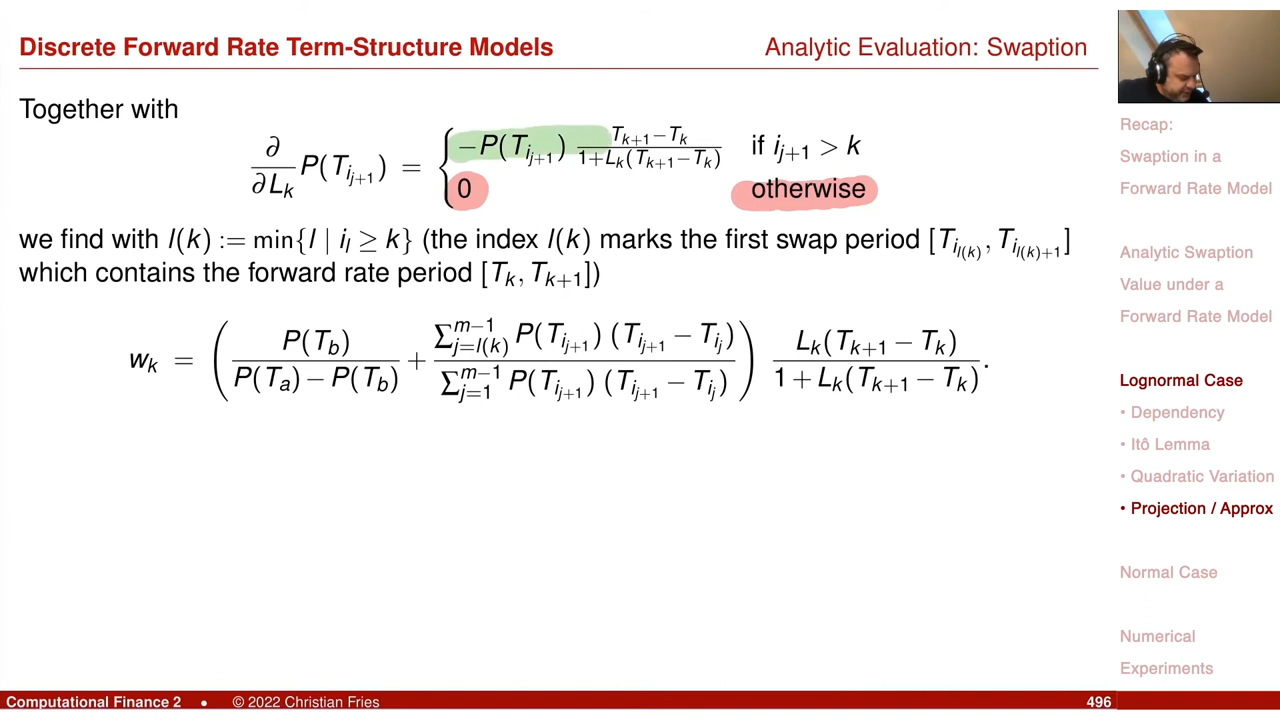 Discrete Forward Rate Term-Structure Models
Analytic Evaluation: Swaption
Together with
∂/∂L_k P(T_{i_{j+1}}) = { −P(T_{i_{j+1}}) (T_{k+1}−T_k)/(1+L_k(T_{k+1}−T_k)) if i_{j+1} > k
0 otherwise
we find with l(k) := min{l | i_l ≥ k} (the index l(k) marks the first swap period [T_{i_{l(k)}}, T_{i_{l(k)+1}}]
which contains the forward rate period [T_k, T_{k+1}])
w_k = ( P(T_b)/(P(T_a) − P(T_b)) + (∑_{j=l(k)}^{m−1} P(T_{i_{j+1}}) (T_{i_{j+1}} − T_{i_j}))/(∑_{j=1}^{m−1} P(T_{i_{j+1}}) (T_{i_{j+1}} − T_{i_j})) ) (L_k(T_{k+1} − T_k))/(1 + L_k(T_{k+1} − T_k)).
Recap:
Swaption in a
Forward Rate Model
Analytic Swaption
Value under a
Forward Rate Model
Lognormal Case
• Dependency
• Itô Lemma
• Quadratic Variation
• Projection / Approx
Normal Case
Numerical
Experiments
Computational Finance 2 • © 2022 Christian Fries
496